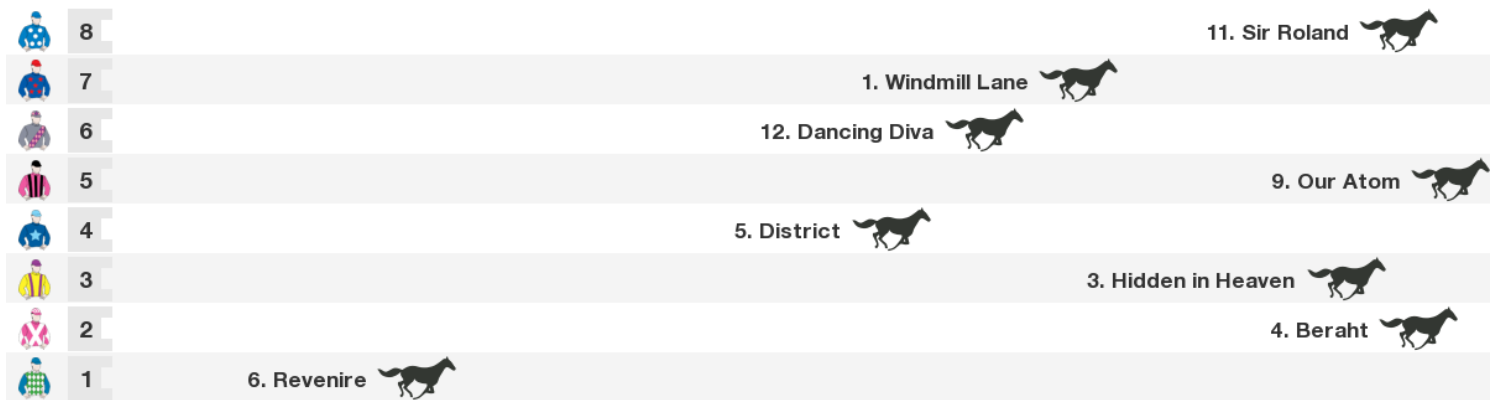 8 11. Sir Roland
7 1. Windmill Lane
6 12. Dancing Diva
5 9. Our Atom
4 5. District
3 3. Hidden in Heaven
2 4. Beraht
1 6. Revenire